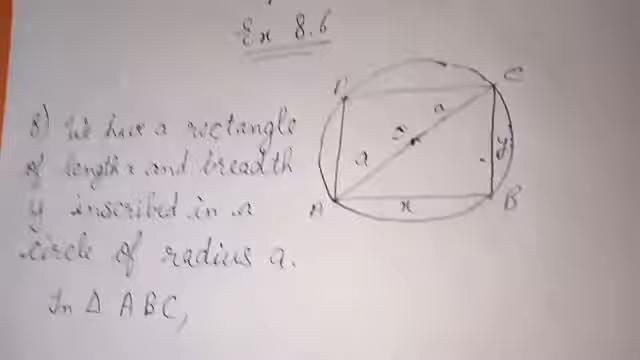 Ex 8.6
8) We have a rectangle
of length x and breadth
y inscribed in a
circle of radius a.
In Δ ABC,
D
C
a
O
a
y
A
x
B